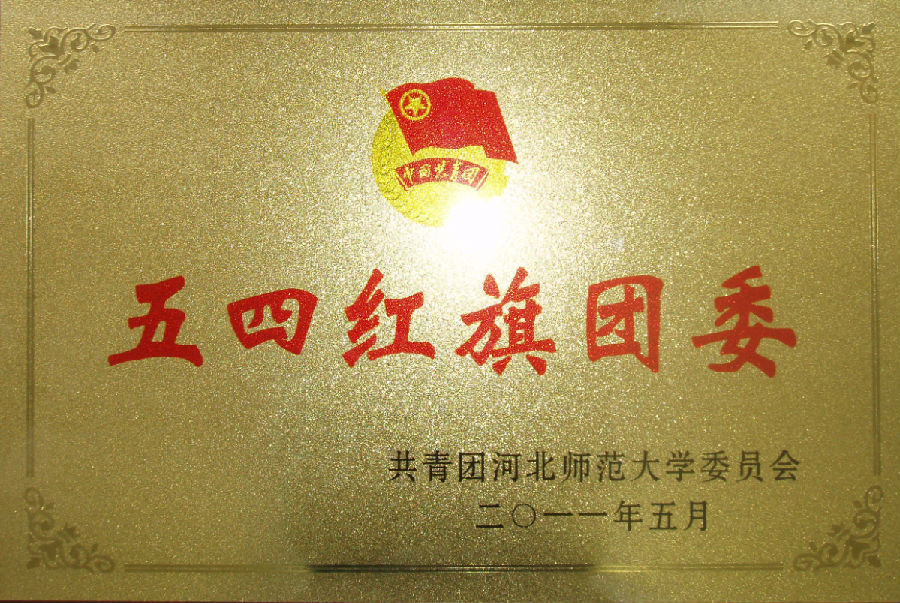 中国共青团
五四红旗团委
共青团河北师范大学委员会
二〇一一年五月